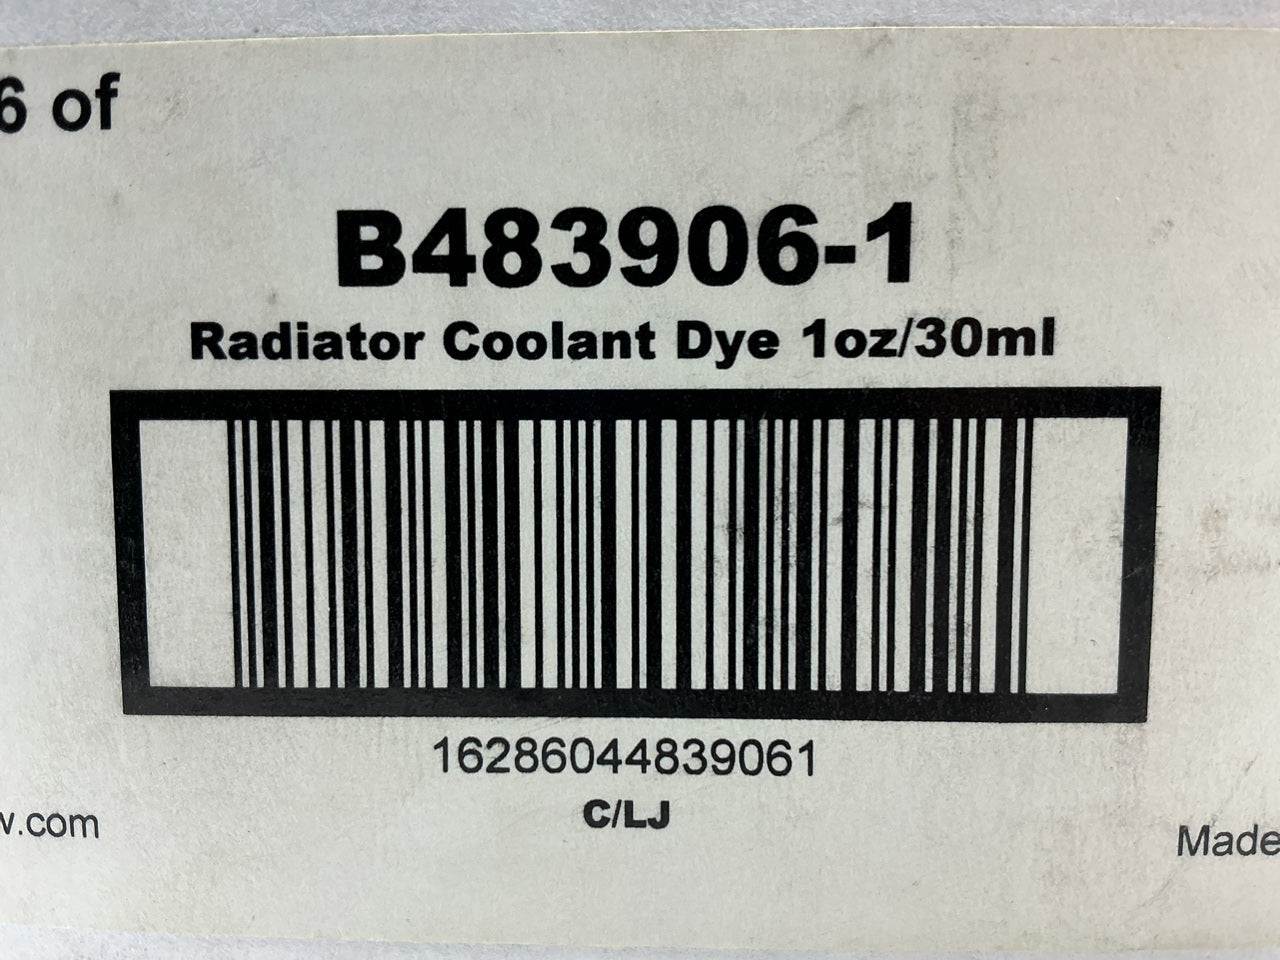 6 of
B483906-1
Radiator Coolant Dye 1oz/30ml
16286044839061
C/LJ
w.com
Made